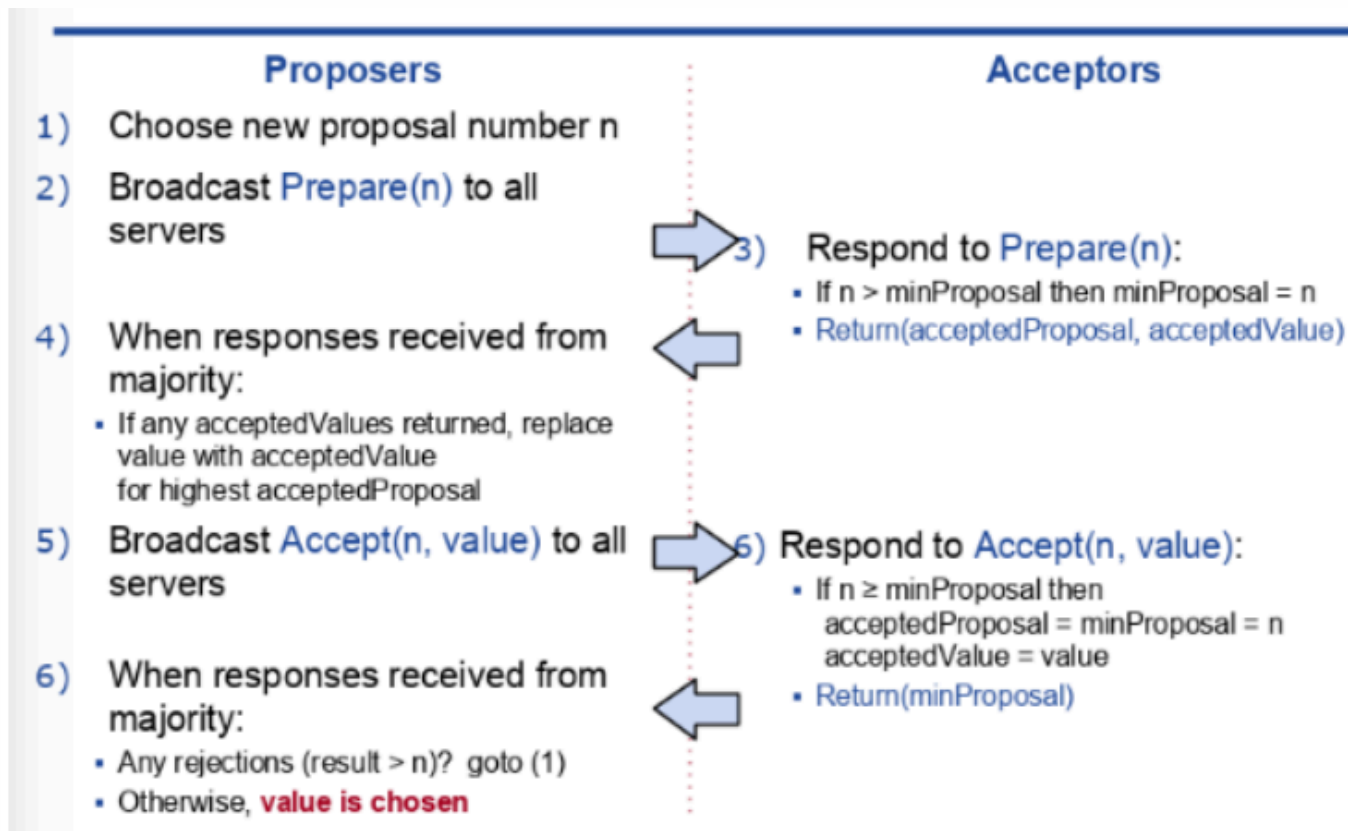 Proposers
Acceptors
1) Choose new proposal number n
2) Broadcast Prepare(n) to all
servers
3) Respond to Prepare(n):
▪ If n > minProposal then minProposal = n
▪ Return(acceptedProposal, acceptedValue)
4) When responses received from
majority:
▪ If any acceptedValues returned, replace
value with acceptedValue
for highest acceptedProposal
5) Broadcast Accept(n, value) to all
servers
6) Respond to Accept(n, value):
▪ If n ≥ minProposal then
acceptedProposal = minProposal = n
acceptedValue = value
▪ Return(minProposal)
6) When responses received from
majority:
▪ Any rejections (result > n)? goto (1)
▪ Otherwise, value is chosen